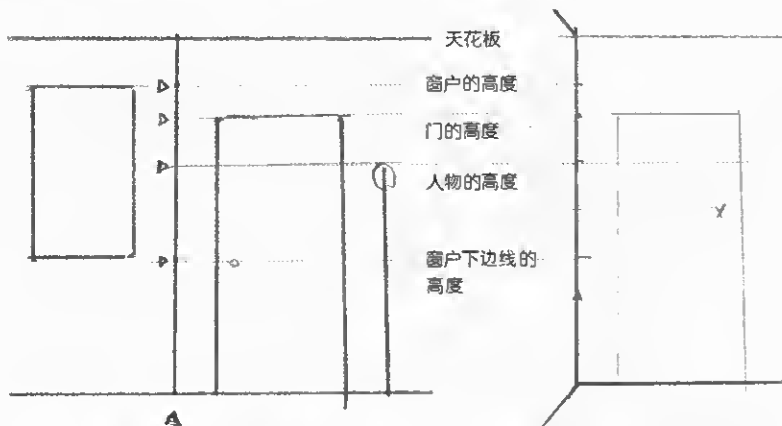 天花板
窗户的高度
门的高度
人物的高度
窗户下边线的
高度